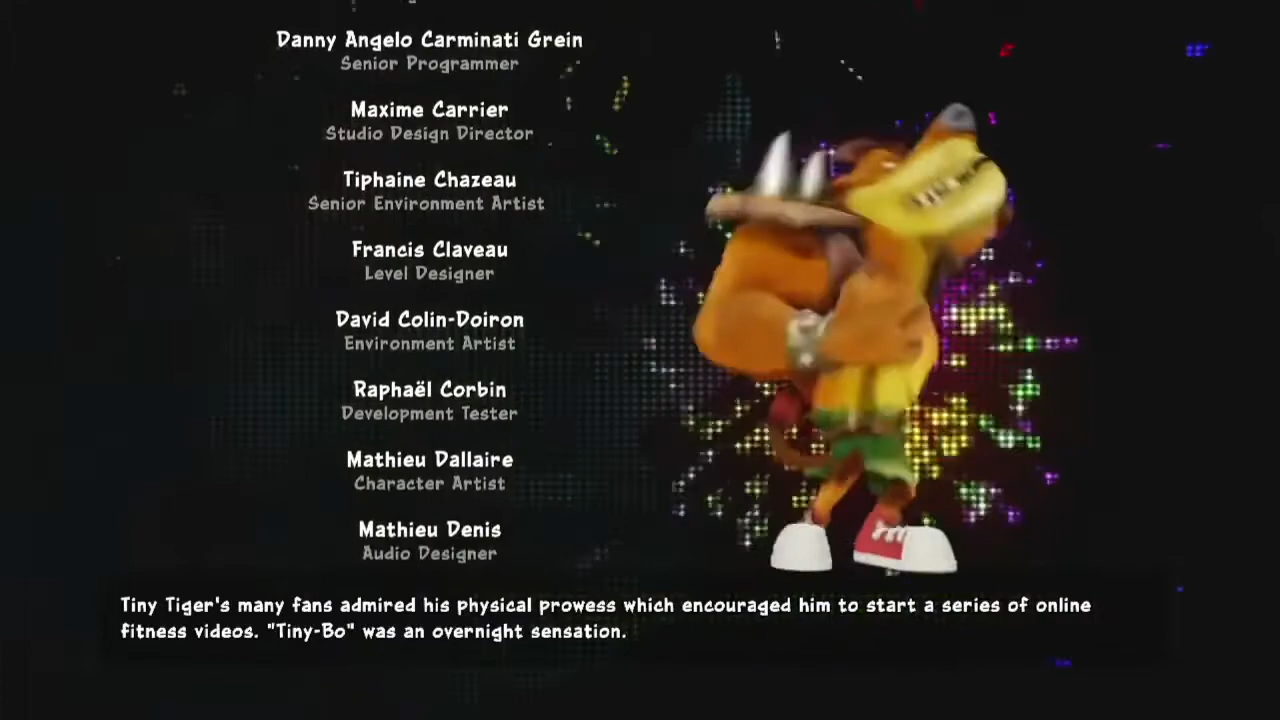 Danny Angelo Carminati Grein
Senior Programmer
Maxime Carrier
Studio Design Director
Tiphaine Chazeau
Senior Environment Artist
Francis Claveau
Level Designer
David Colin-Doiron
Environment Artist
Raphaël Corbin
Development Tester
Mathieu Dallaire
Character Artist
Mathieu Denis
Audio Designer
Tiny Tiger's many fans admired his physical prowess which encouraged him to start a series of online
fitness videos. "Tiny-Bo" was an overnight sensation.